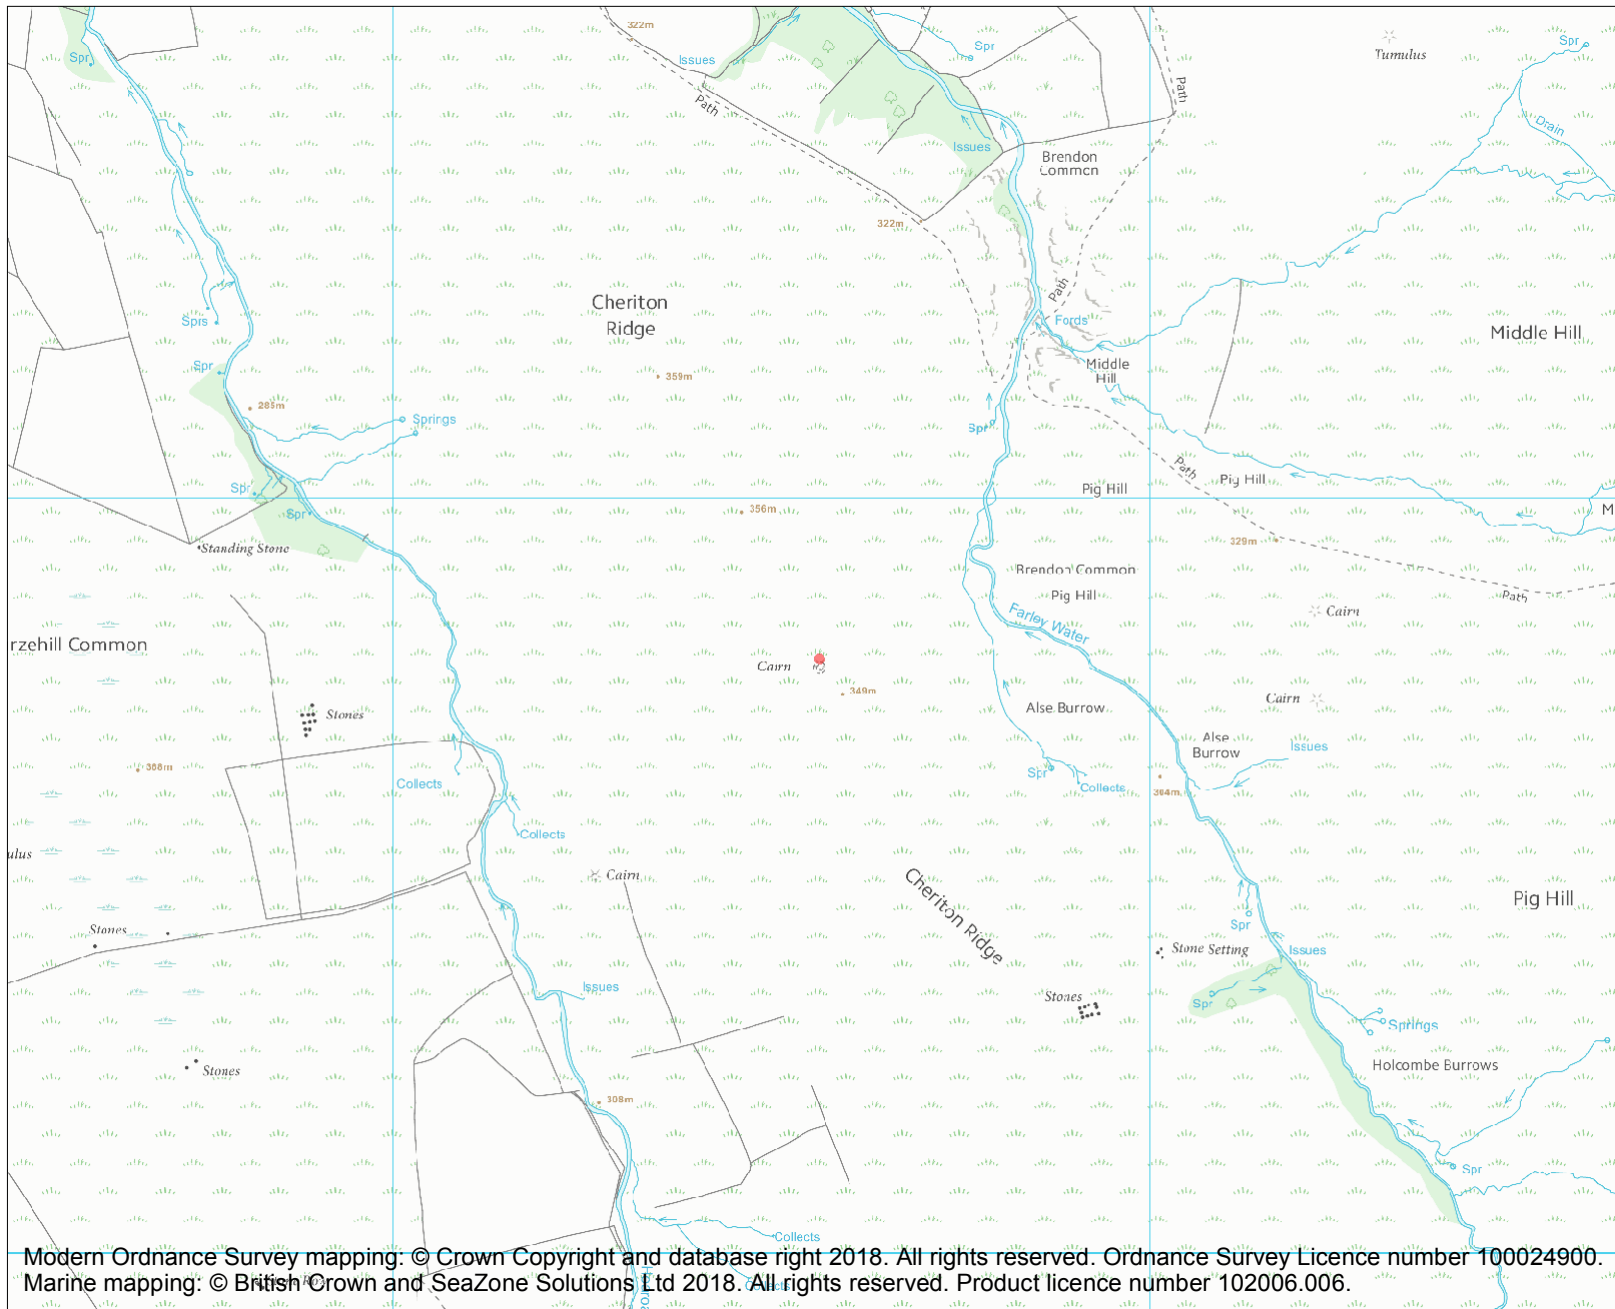 322m
Spr
Tumulus
Spr
Spr
Issues
Path
Path
Drain
Issues
Brendon
Common
322m
Path
Cheriton
Ridge
Sprs
Fords
Middle Hill
Spr
Middle
Hill
359m
285m
Springs
Spr
Path
Pig Hill
Spr
Pig Hill
Spr
356m
M
Standing Stone
329m
Brendon Common
Pig Hill
Path
Farley Water
Cairn
rzehill Common
Cairn
349m
Cairn
Alse Burrow
Stones
Alse
Burrow
Issues
368m
Spr
Collects
Collects
364m
Collects
ulus
Cairn
Cheriton Ridge
Pig Hill
Spr
Stones
Stone Setting
Issues
Issues
Stones
Spr
Springs
Stones
Holcombe Burrows
308m
Spr
Collects
Modern Ordnance Survey mapping: © Crown Copyright and database right 2018. All rights reserved. Ordnance Survey Licence number 100024900.
Marine mapping: © British Crown and SeaZone Solutions Ltd 2018. All rights reserved. Product licence number 102006.006.
Collects